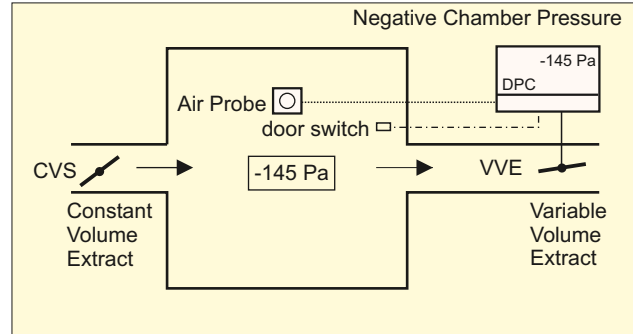 Negative Chamber Pressure
-145 Pa
DPC
Air Probe
door switch
CVS
-145 Pa
VVE
Constant
Volume
Extract
Variable
Volume
Extract